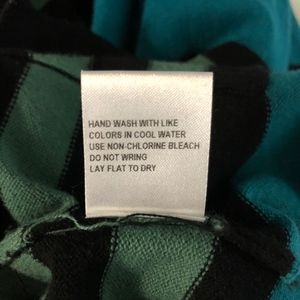 HAND WASH WITH LIKE
COLORS IN COOL WATER
USE NON-CHLORINE BLEACH
DO NOT WRING
LAY FLAT TO DRY